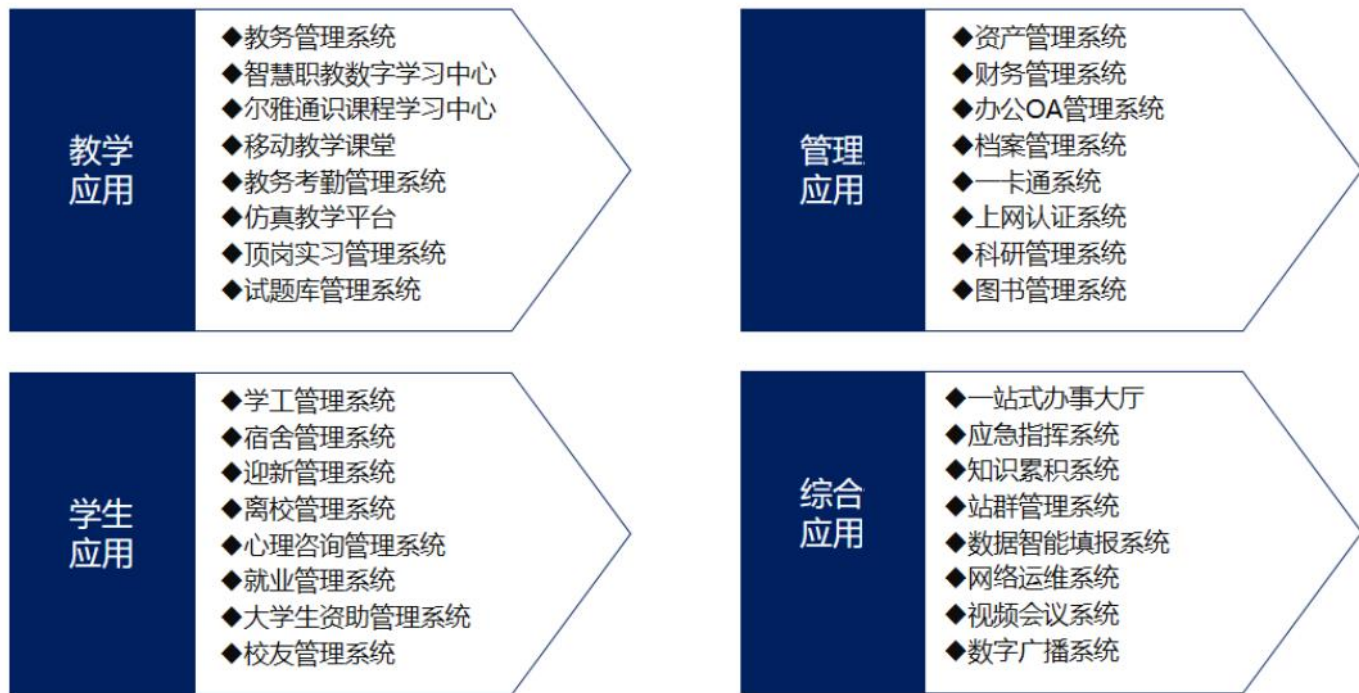 教学
应用
◆教务管理系统
◆智慧职教数字学习中心
◆尔雅通识课程学习中心
◆移动教学课堂
◆教务考勤管理系统
◆仿真教学平台
◆顶岗实习管理系统
◆试题库管理系统
管理
应用
◆资产管理系统
◆财务管理系统
◆办公OA管理系统
◆档案管理系统
◆一卡通系统
◆上网认证系统
◆科研管理系统
◆图书管理系统
学生
应用
◆学工管理系统
◆宿舍管理系统
◆迎新管理系统
◆离校管理系统
◆心理咨询管理系统
◆就业管理系统
◆大学生资助管理系统
◆校友管理系统
综合
应用
◆一站式办事大厅
◆应急指挥系统
◆知识累积系统
◆站群管理系统
◆数据智能填报系统
◆网络运维系统
◆视频会议系统
◆数字广播系统